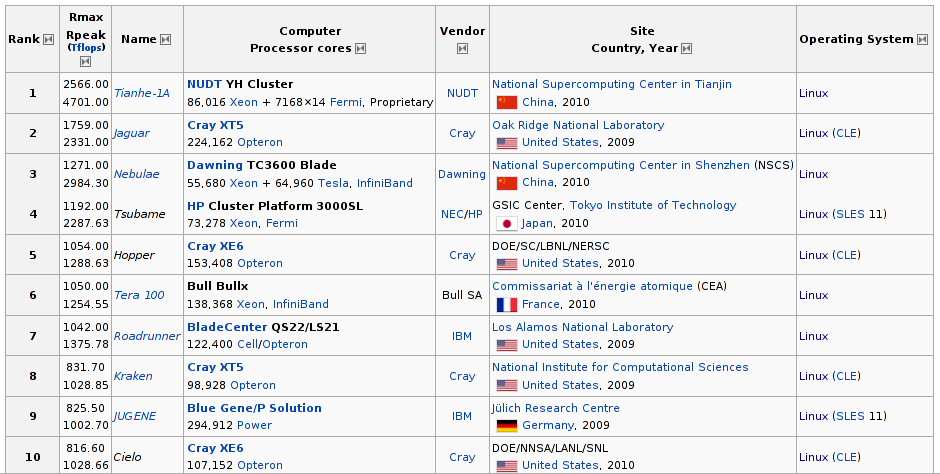 Rank Rmax Rpeak (Tflops) Name Computer Processor cores Vendor Site Country, Year Operating System
1 2566.00 4701.00 Tianhe-1A NUDT YH Cluster 86,016 Xeon + 7168×14 Fermi, Proprietary NUDT National Supercomputing Center in Tianjin China, 2010 Linux
2 1759.00 2331.00 Jaguar Cray XT5 224,162 Opteron Cray Oak Ridge National Laboratory United States, 2009 Linux (CLE)
3 1271.00 2984.30 Nebulae Dawning TC3600 Blade 55,680 Xeon + 64,960 Tesla, InfiniBand Dawning National Supercomputing Center in Shenzhen (NSCS) China, 2010 Linux
4 1192.00 2287.63 Tsubame HP Cluster Platform 3000SL 73,278 Xeon, Fermi NEC/HP GSIC Center, Tokyo Institute of Technology Japan, 2010 Linux (SLES 11)
5 1054.00 1288.63 Hopper Cray XE6 153,408 Opteron Cray DOE/SC/LBNL/NERSC United States, 2010 Linux (CLE)
6 1050.00 1254.55 Tera 100 Bull Bullx 138,368 Xeon, InfiniBand Bull SA Commissariat à l'énergie atomique (CEA) France, 2010 Linux
7 1042.00 1375.78 Roadrunner BladeCenter QS22/LS21 122,400 Cell/Opteron IBM Los Alamos National Laboratory United States, 2009 Linux
8 831.70 1028.85 Kraken Cray XT5 98,928 Opteron Cray National Institute for Computational Sciences United States, 2009 Linux (CLE)
9 825.50 1002.70 JUGENE Blue Gene/P Solution 294,912 Power IBM Jülich Research Centre Germany, 2009 Linux (SLES 11)
10 816.60 1028.66 Cielo Cray XE6 107,152 Opteron Cray DOE/NNSA/LANL/SNL United States, 2010 Linux (CLE)